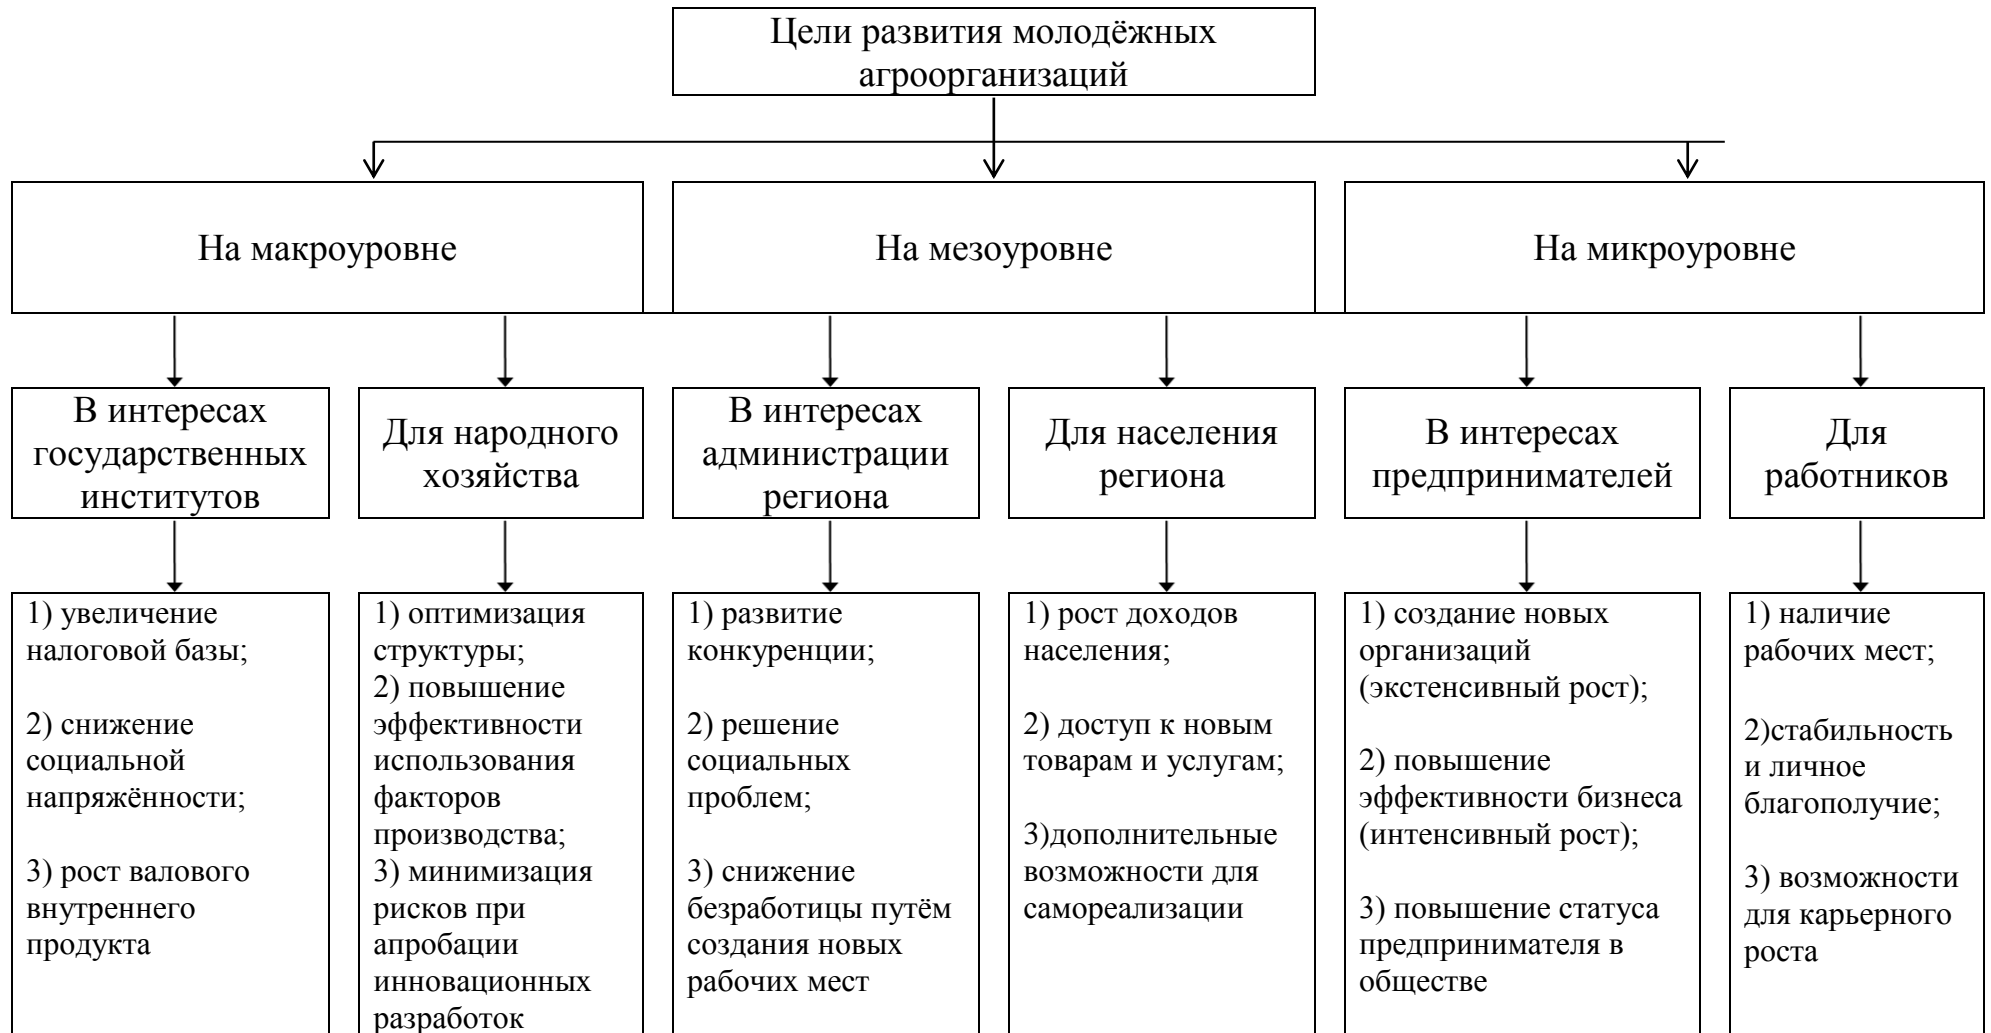 Цели развития молодёжных
агроорганизаций
На макроуровне
На мезоуровне
На микроуровне
В интересах
государственных
институтов
Для народного
хозяйства
В интересах
администрации
региона
Для населения
региона
В интересах
предпринимателей
Для
работников
1) увеличение
налоговой базы;
2) снижение
социальной
напряжённости;
3) рост валового
внутреннего
продукта
1) оптимизация
структуры;
2) повышение
эффективности
использования
факторов
производства;
3) минимизация
рисков при
апробации
инновационных
разработок
1) развитие
конкуренции;
2) решение
социальных
проблем;
3) снижение
безработицы путём
создания новых
рабочих мест
1) рост доходов
населения;
2) доступ к новым
товарам и услугам;
3)дополнительные
возможности для
самореализации
1) создание новых
организаций
(экстенсивный рост);
2) повышение
эффективности бизнеса
(интенсивный рост);
3) повышение статуса
предпринимателя в
обществе
1) наличие
рабочих мест;
2)стабильность
и личное
благополучие;
3) возможности
для карьерного
роста